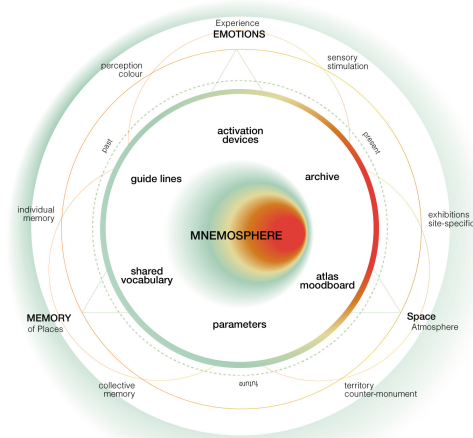 Experience
EMOTIONS
perception
colour
sensory
stimulation
past
present
activation
devices
guide lines
archive
individual
memory
exhibitions
site-specific
MNEMOSPHERE
shared
vocabulary
atlas
moodboard
MEMORY
of Places
parameters
Space
Atmosphere
future
collective
memory
territory
counter-monument